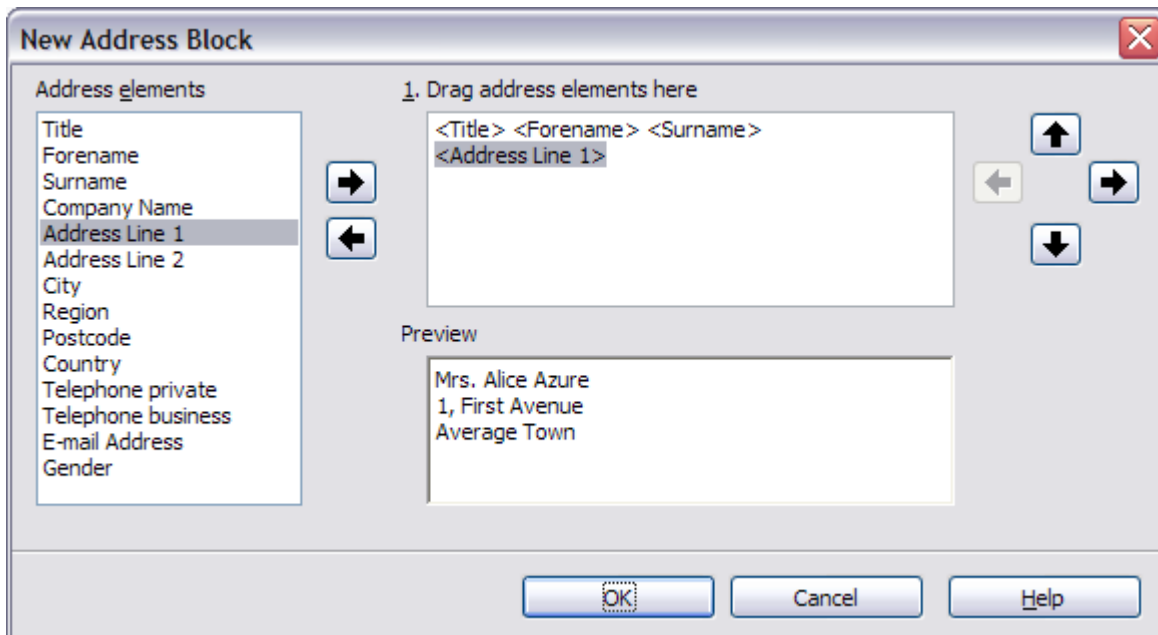 New Address Block
Address elements
Title
Forename
Surname
Company Name
Address Line 1
Address Line 2
City
Region
Postcode
Country
Telephone private
Telephone business
E-mail Address
Gender
1. Drag address elements here
<Title> <Forename> <Surname>
<Address Line 1>
Preview
Mrs. Alice Azure
1, First Avenue
Average Town
OK
Cancel
Help